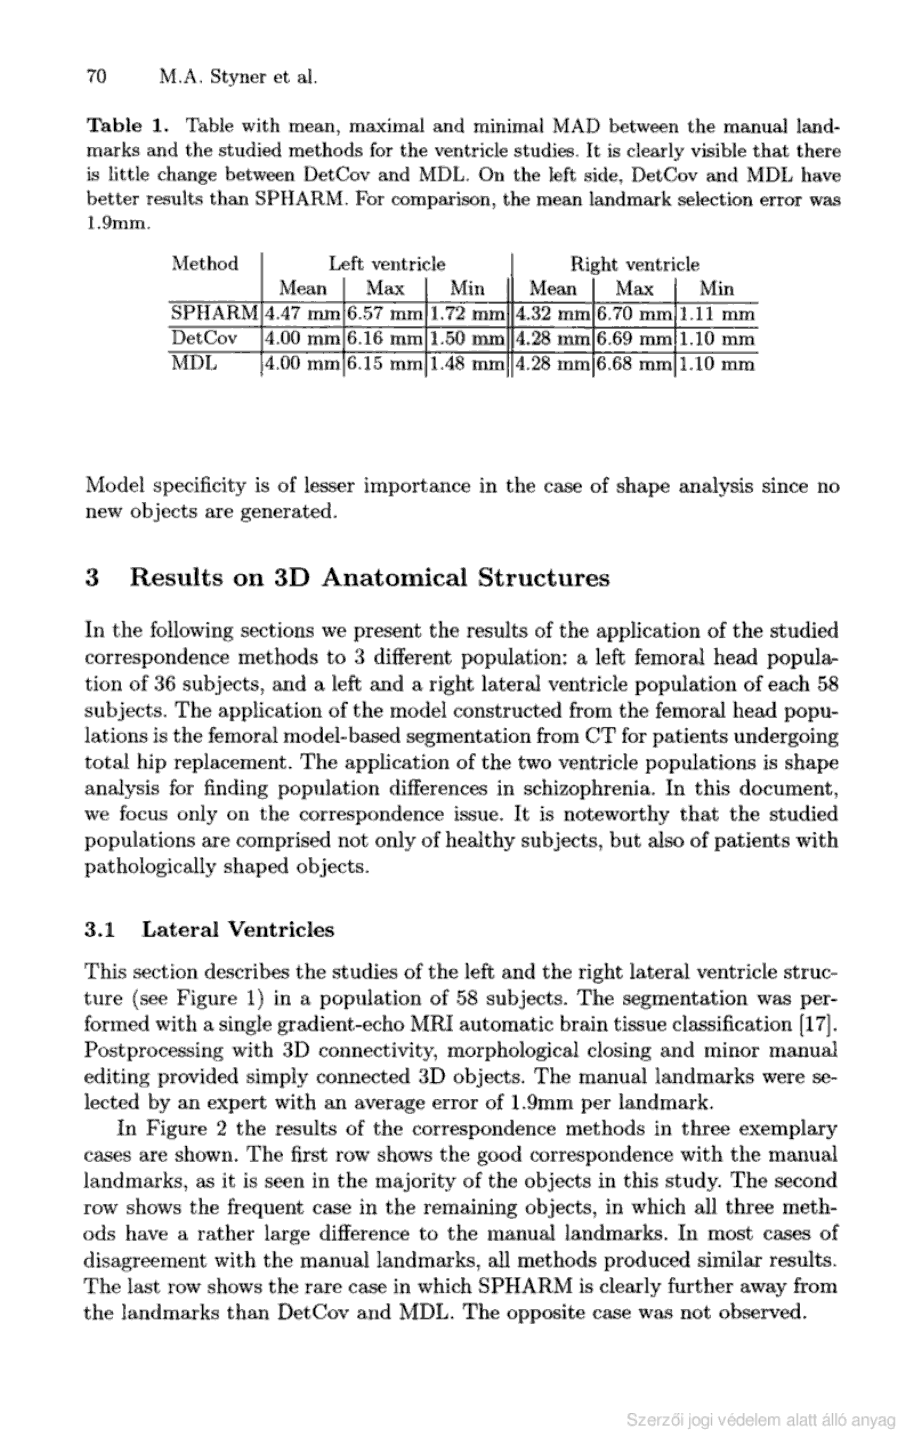 70 M.A. Styner et al.
Table 1. Table with mean, maximal and minimal MAD between the manual land-
marks and the studied methods for the ventricle studies. It is clearly visible that there
is little change between DetCov and MDL. On the left side, DetCov and MDL have
better results than SPHARM. For comparison, the mean landmark selection error was
1.9mm.
Method Left ventricle Right ventricle
Mean Max Min Mean Max Min
SPHARM 4.47 mm 6.57 mm 1.72 mm 4.32 mm 6.70 mm 1.11 mm
DetCov 4.00 mm 6.16 mm 1.50 mm 4.28 mm 6.69 mm 1.10 mm
MDL 4.00 mm 6.15 mm 1.48 mm 4.28 mm 6.68 mm 1.10 mm
Model specificity is of lesser importance in the case of shape analysis since no
new objects are generated.
3 Results on 3D Anatomical Structures
In the following sections we present the results of the application of the studied
correspondence methods to 3 different population: a left femoral head popula-
tion of 36 subjects, and a left and a right lateral ventricle population of each 58
subjects. The application of the model constructed from the femoral head popu-
lations is the femoral model-based segmentation from CT for patients undergoing
total hip replacement. The application of the two ventricle populations is shape
analysis for finding population differences in schizophrenia. In this document,
we focus only on the correspondence issue. It is noteworthy that the studied
populations are comprised not only of healthy subjects, but also of patients with
pathologically shaped objects.
3.1 Lateral Ventricles
This section describes the studies of the left and the right lateral ventricle struc-
ture (see Figure 1) in a population of 58 subjects. The segmentation was per-
formed with a single gradient-echo MRI automatic brain tissue classification [17].
Postprocessing with 3D connectivity, morphological closing and minor manual
editing provided simply connected 3D objects. The manual landmarks were se-
lected by an expert with an average error of 1.9mm per landmark.
In Figure 2 the results of the correspondence methods in three exemplary
cases are shown. The first row shows the good correspondence with the manual
landmarks, as it is seen in the majority of the objects in this study. The second
row shows the frequent case in the remaining objects, in which all three meth-
ods have a rather large difference to the manual landmarks. In most cases of
disagreement with the manual landmarks, all methods produced similar results.
The last row shows the rare case in which SPHARM is clearly further away from
the landmarks than DetCov and MDL. The opposite case was not observed.
Szerzői jogi védelem alatt álló anyag